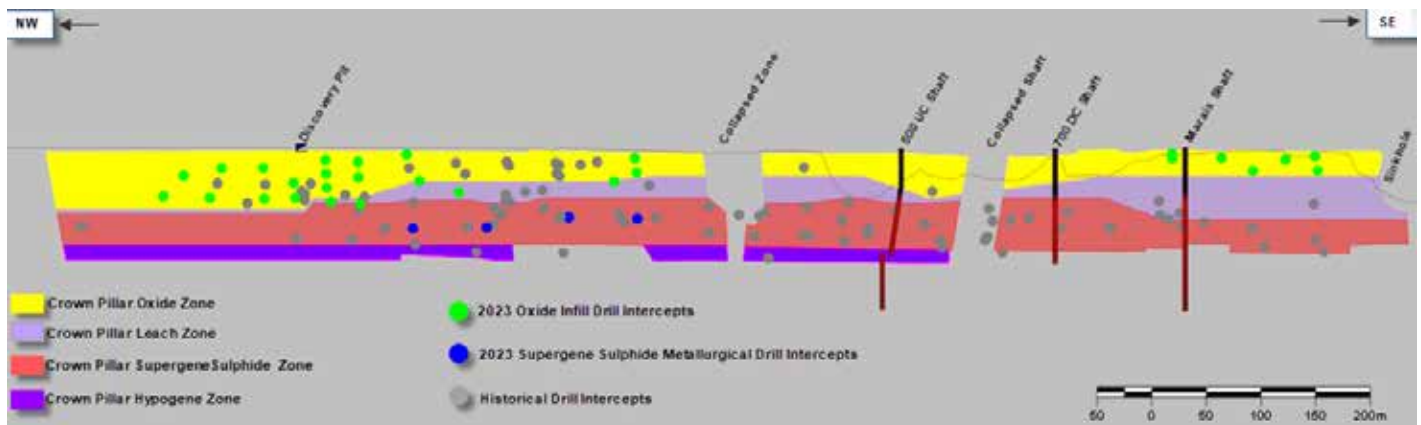 NW
SE
Discovery Pit
Collapsed Zone
500 UC Shaft
Collapsed Shaft
700 DC Shaft
Marais Shaft
Sinkhole
Crown Pillar Oxide Zone
Crown Pillar Leach Zone
Crown Pillar SupergeneSulphide Zone
Crown Pillar Hypogene Zone
2023 Oxide Infill Drill Intercepts
2023 Supergene Sulphide Metallurgical Drill Intercepts
Historical Drill Intercepts
50 0 50 100 150 200m